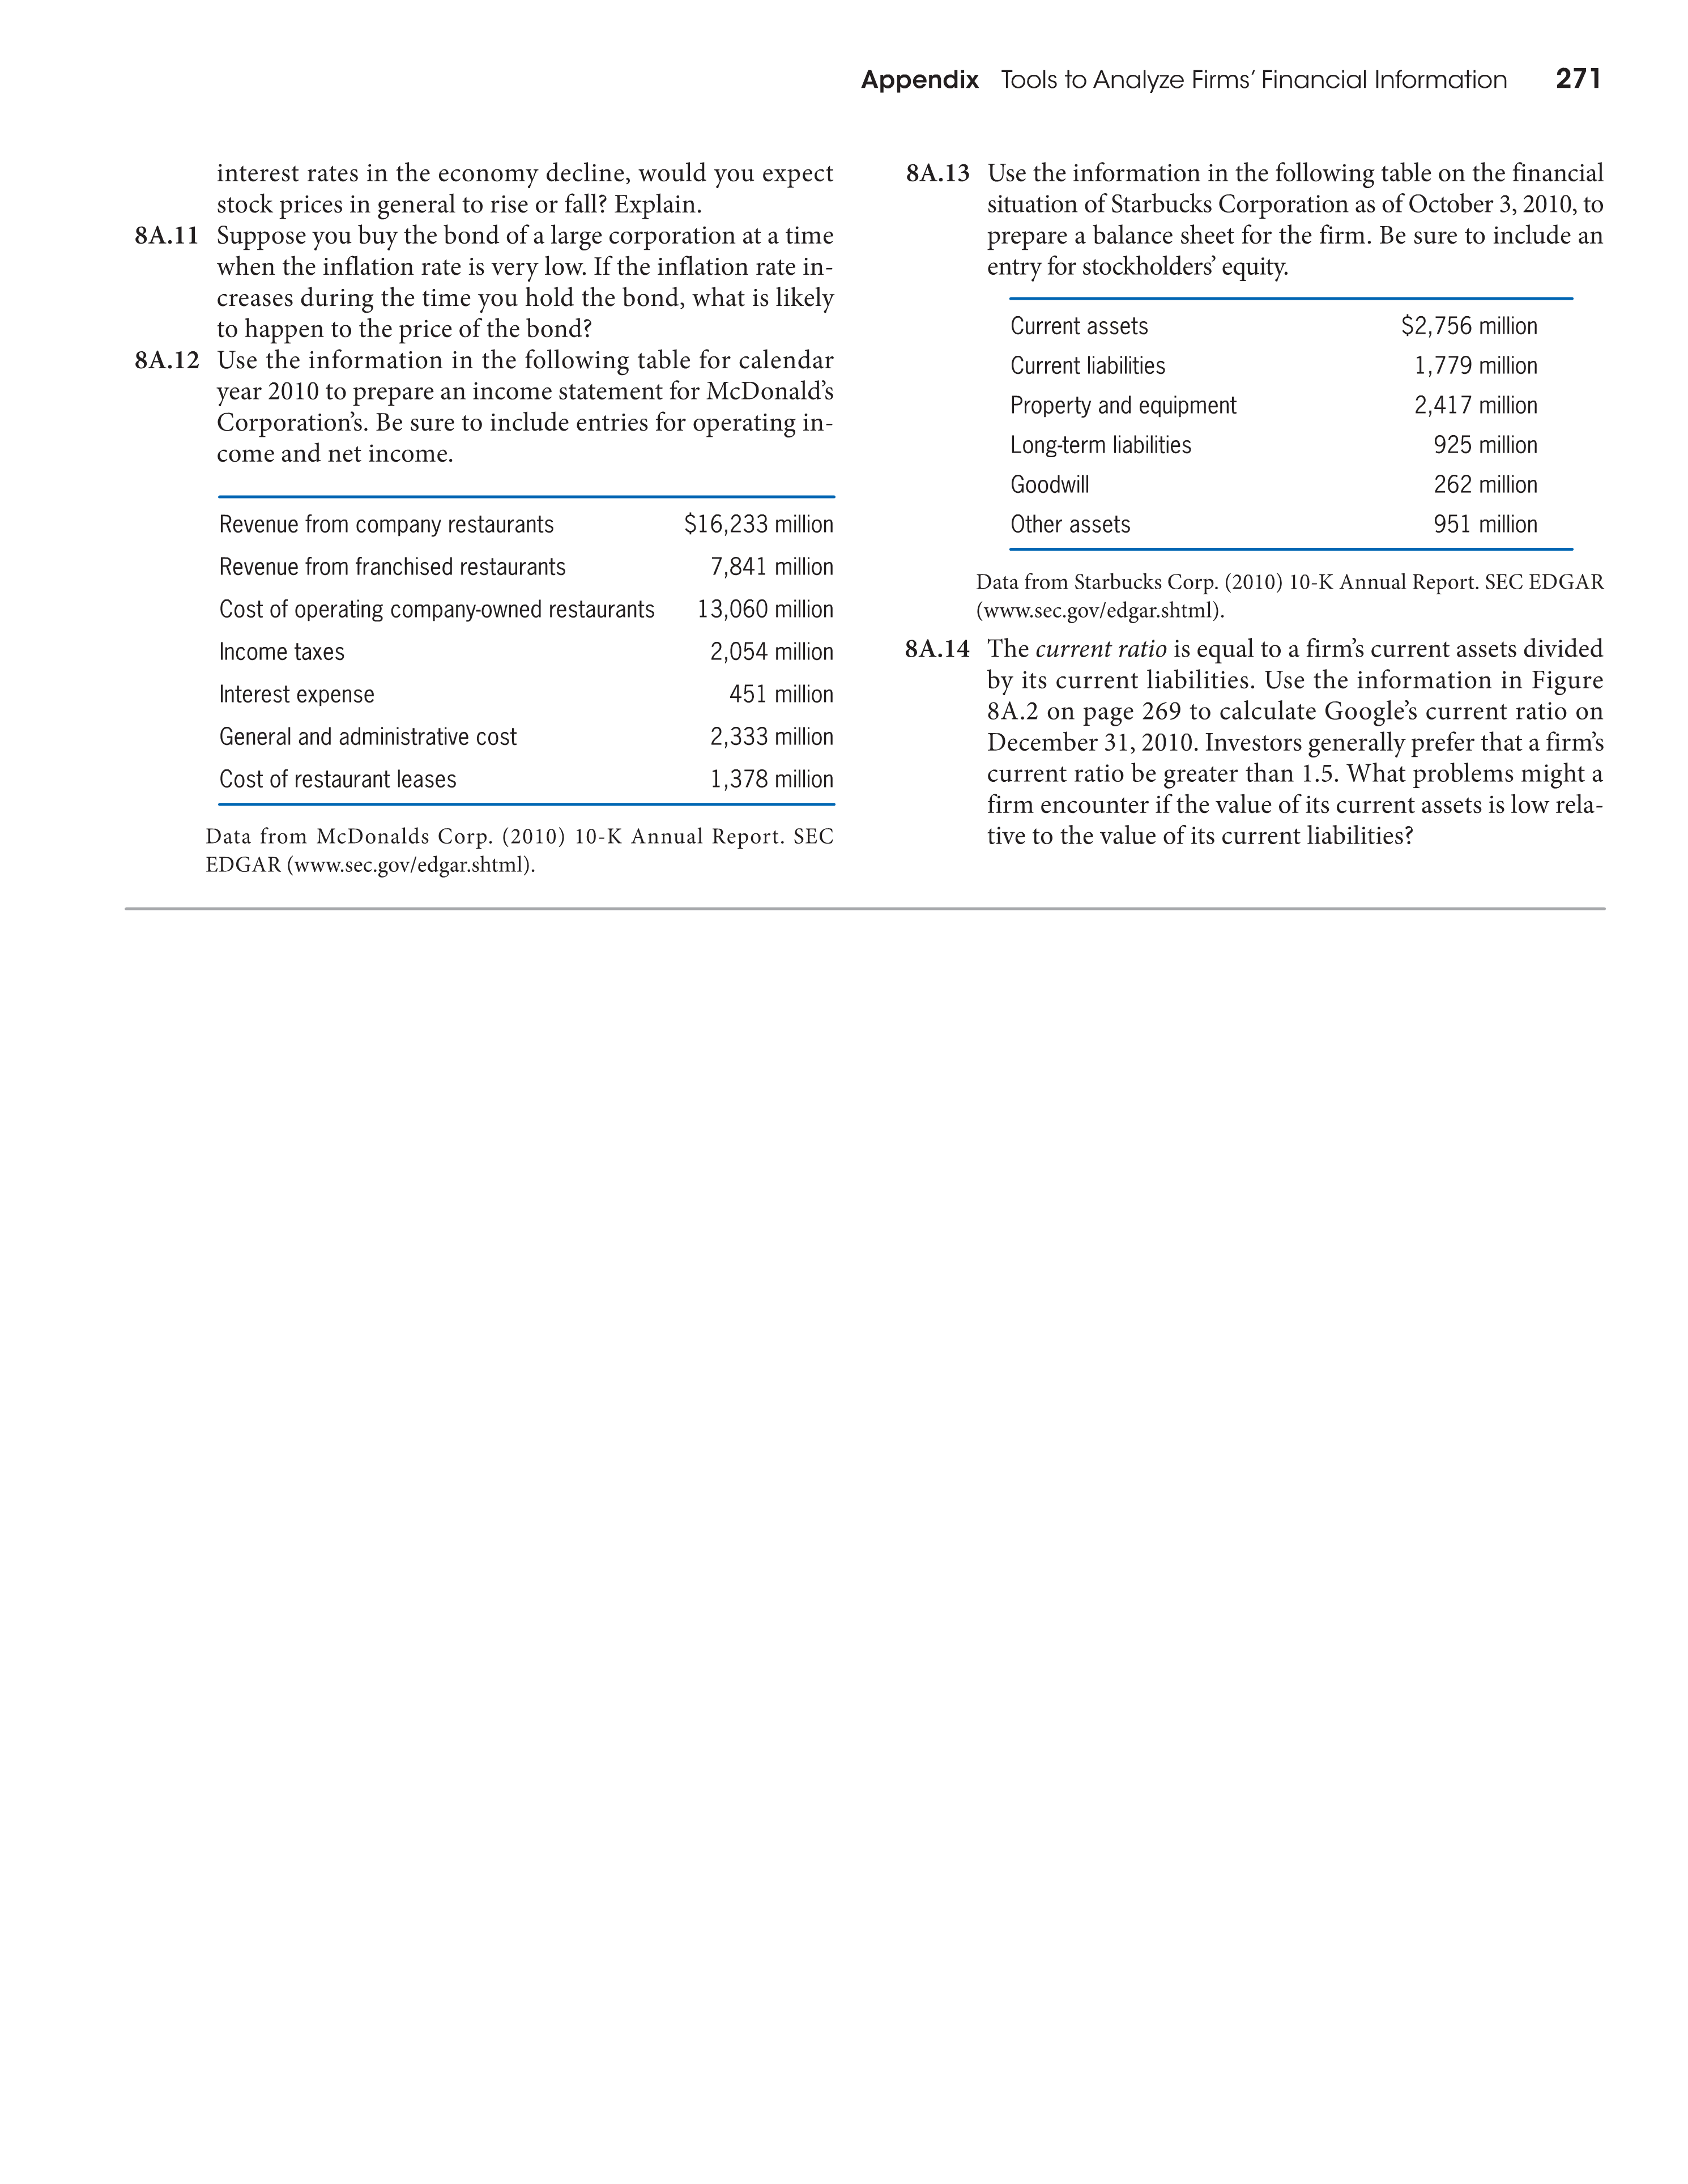 Appendix Tools to Analyze Firms’ Financial Information 271
interest rates in the economy decline, would you expect
stock prices in general to rise or fall? Explain.
8A.11 Suppose you buy the bond of a large corporation at a time
when the inflation rate is very low. If the inflation rate in-
creases during the time you hold the bond, what is likely
to happen to the price of the bond?
8A.12 Use the information in the following table for calendar
year 2010 to prepare an income statement for McDonald’s
Corporation’s. Be sure to include entries for operating in-
come and net income.
Revenue from company restaurants $16,233 million
Revenue from franchised restaurants 7,841 million
Cost of operating company-owned restaurants 13,060 million
Income taxes 2,054 million
Interest expense 451 million
General and administrative cost 2,333 million
Cost of restaurant leases 1,378 million
Data from McDonalds Corp. (2010) 10-K Annual Report. SEC
EDGAR (www.sec.gov/edgar.shtml).
8A.13 Use the information in the following table on the financial
situation of Starbucks Corporation as of October 3, 2010, to
prepare a balance sheet for the firm. Be sure to include an
entry for stockholders’ equity.
Current assets $2,756 million
Current liabilities 1,779 million
Property and equipment 2,417 million
Long-term liabilities 925 million
Goodwill 262 million
Other assets 951 million
Data from Starbucks Corp. (2010) 10-K Annual Report. SEC EDGAR
(www.sec.gov/edgar.shtml).
8A.14 The current ratio is equal to a firm’s current assets divided
by its current liabilities. Use the information in Figure
8A.2 on page 269 to calculate Google’s current ratio on
December 31, 2010. Investors generally prefer that a firm’s
current ratio be greater than 1.5. What problems might a
firm encounter if the value of its current assets is low rela-
tive to the value of its current liabilities?